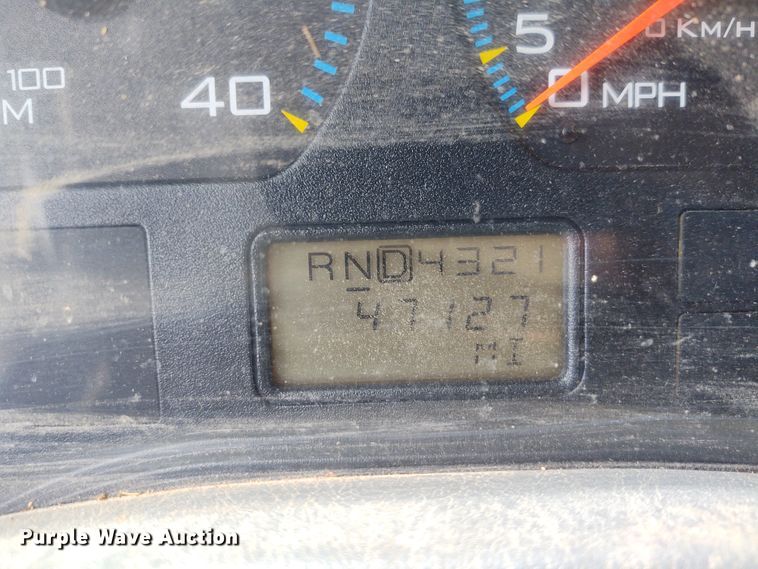 100
M
40
5
0 KM/H
0 MPH
RND4321
47127
MI
Purple Wave Auction